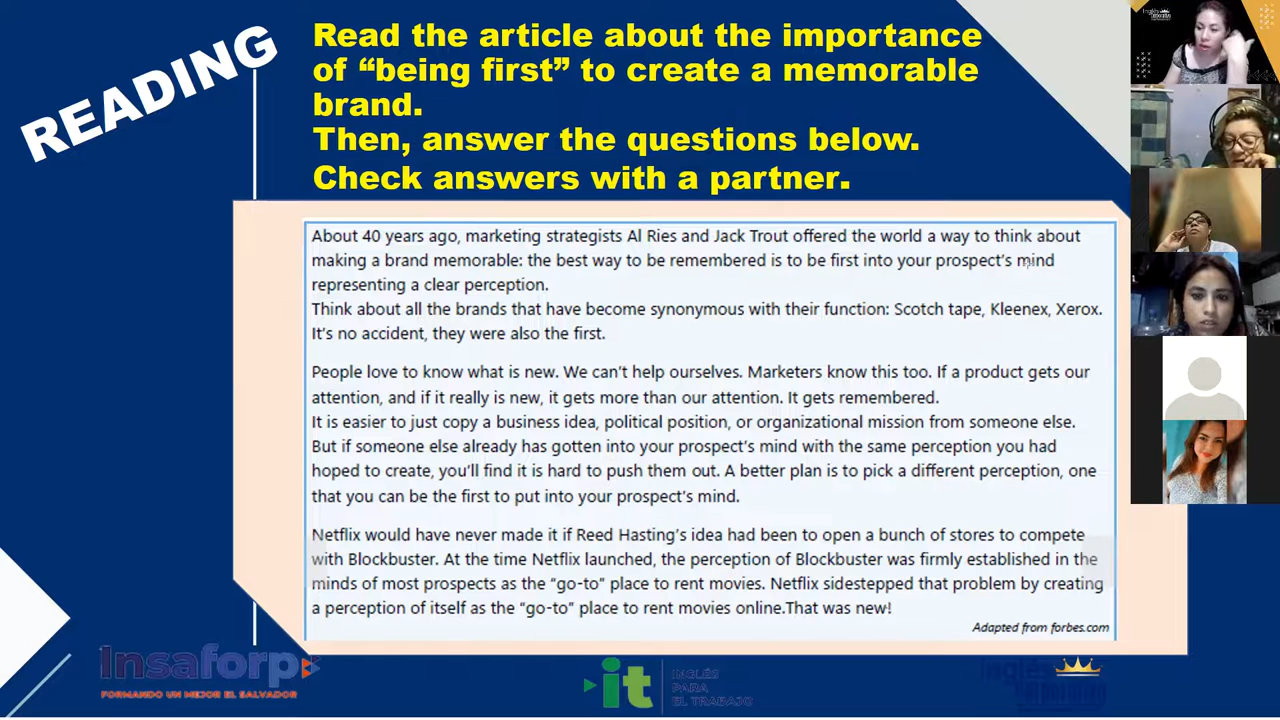 READING
Read the article about the importance
of “being first” to create a memorable
brand.
Then, answer the questions below.
Check answers with a partner.
About 40 years ago, marketing strategists Al Ries and Jack Trout offered the world a way to think about
making a brand memorable: the best way to be remembered is to be first into your prospect’s mind
representing a clear perception.
Think about all the brands that have become synonymous with their function: Scotch tape, Kleenex, Xerox.
It’s no accident, they were also the first.
People love to know what is new. We can’t help ourselves. Marketers know this too. If a product gets our
attention, and if it really is new, it gets more than our attention. It gets remembered.
It is easier to just copy a business idea, political position, or organizational mission from someone else.
But if someone else already has gotten into your prospect’s mind with the same perception you had
hoped to create, you’ll find it is hard to push them out. A better plan is to pick a different perception, one
that you can be the first to put into your prospect’s mind.
Netflix would have never made it if Reed Hasting’s idea had been to open a bunch of stores to compete
with Blockbuster. At the time Netflix launched, the perception of Blockbuster was firmly established in the
minds of most prospects as the “go-to” place to rent movies. Netflix sidestepped that problem by creating
a perception of itself as the “go-to” place to rent movies online.That was new!
Adapted from forbes.com
Insaforp
FORMANDO UN MEJOR EL SALVADOR
it
INGLÉS
PARA
EL TRABAJO
Inglés